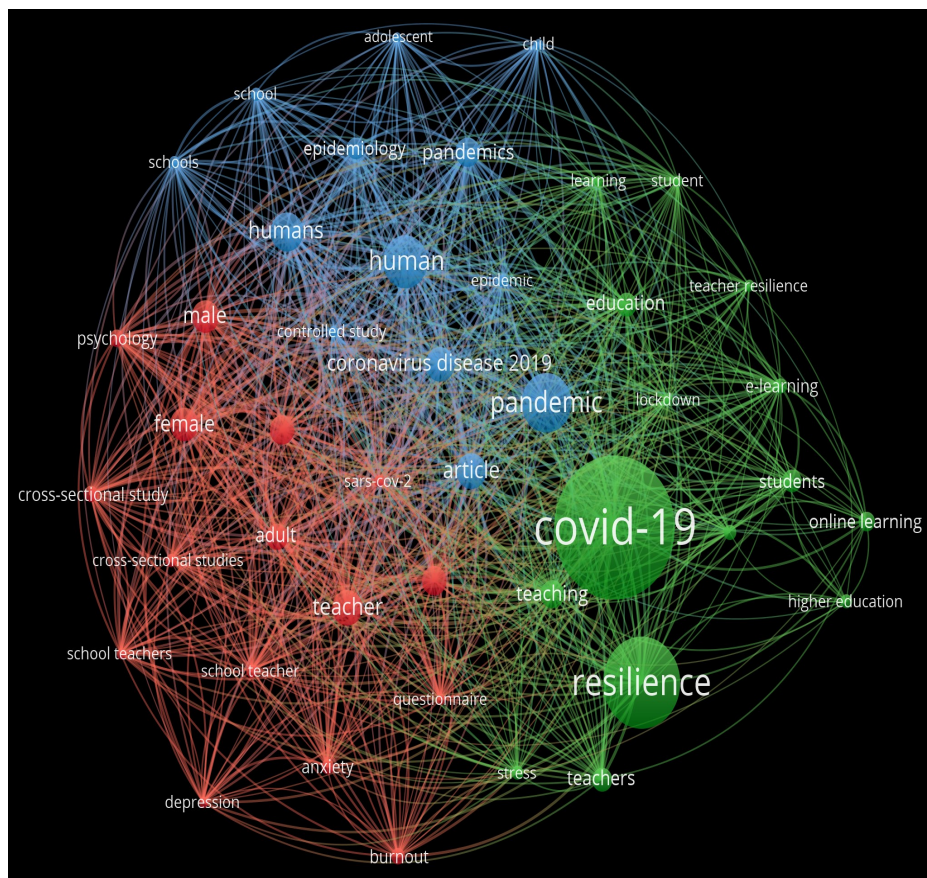 adolescent
child
school
epidemiology
pandemics
schools
learning
student
humans
human
epidemic
teacher resilience
education
male
controlled study
psychology
coronavirus disease 2019
e-learning
pandemic
lockdown
female
article
sars-cov-2
students
cross-sectional study
covid-19
online learning
adult
cross-sectional studies
teaching
higher education
teacher
school teachers
school teacher
resilience
questionnaire
anxiety
stress
teachers
depression
burnout